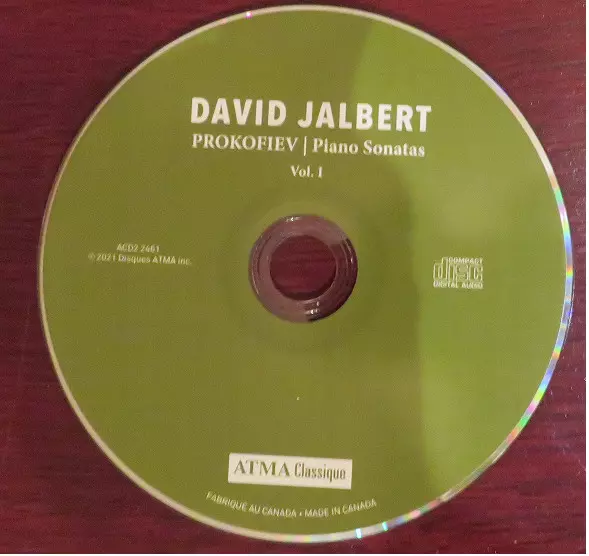 DAVID JALBERT
PROKOFIEV | Piano Sonatas
Vol. I
ACD2 2461
© 2021 Disques ATMA inc.
COMPACT
disc
DIGITAL AUDIO
ATMA Classique
FABRIQUÉ AU CANADA • MADE IN CANADA